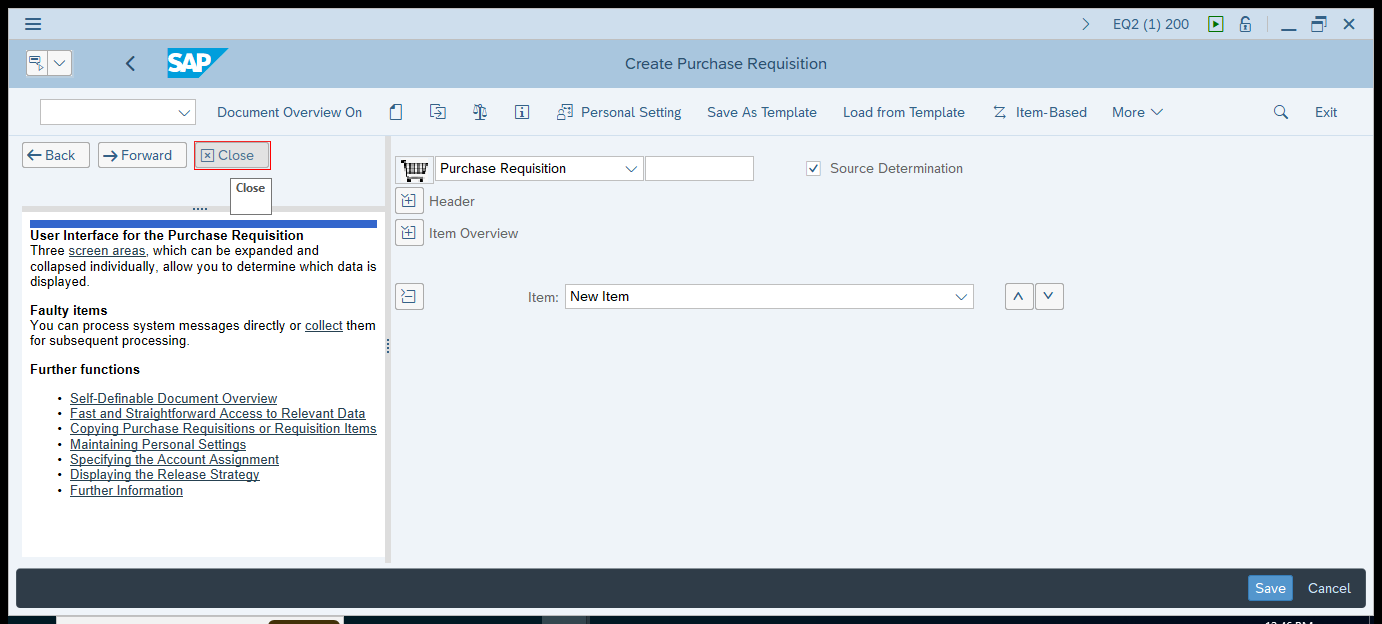 EQ2 (1) 200
SAP
Create Purchase Requisition
Document Overview On
Personal Setting
Save As Template
Load from Template
Item-Based
More
Exit
Back
Forward
Close
Close
Purchase Requisition
Source Determination
Header
Item Overview
Item:
New Item
User Interface for the Purchase Requisition
Three screen areas, which can be expanded and
collapsed individually, allow you to determine which data is
displayed.
Faulty items
You can process system messages directly or collect them
for subsequent processing.
Further functions
• Self-Definable Document Overview
• Fast and Straightforward Access to Relevant Data
• Copying Purchase Requisitions or Requisition Items
• Maintaining Personal Settings
• Specifying the Account Assignment
• Displaying the Release Strategy
• Further Information
Save
Cancel